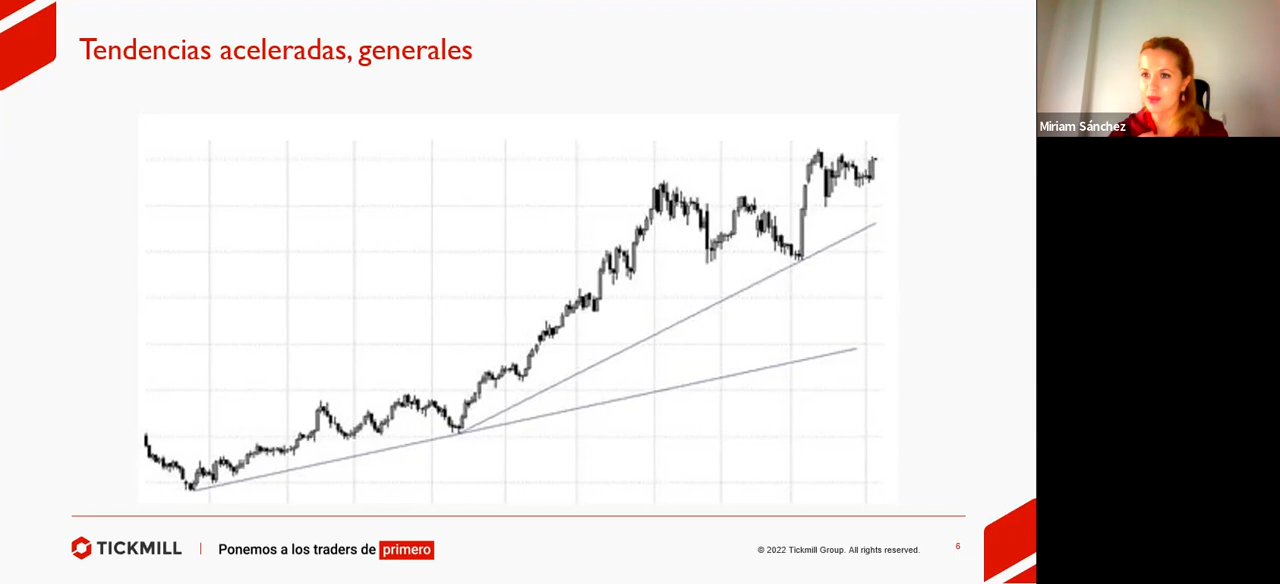 Tendencias aceleradas, generales
Miriam Sánchez
TICKMILL | Ponemos a los traders de primero
© 2022 Tickmill Group. All rights reserved.
6